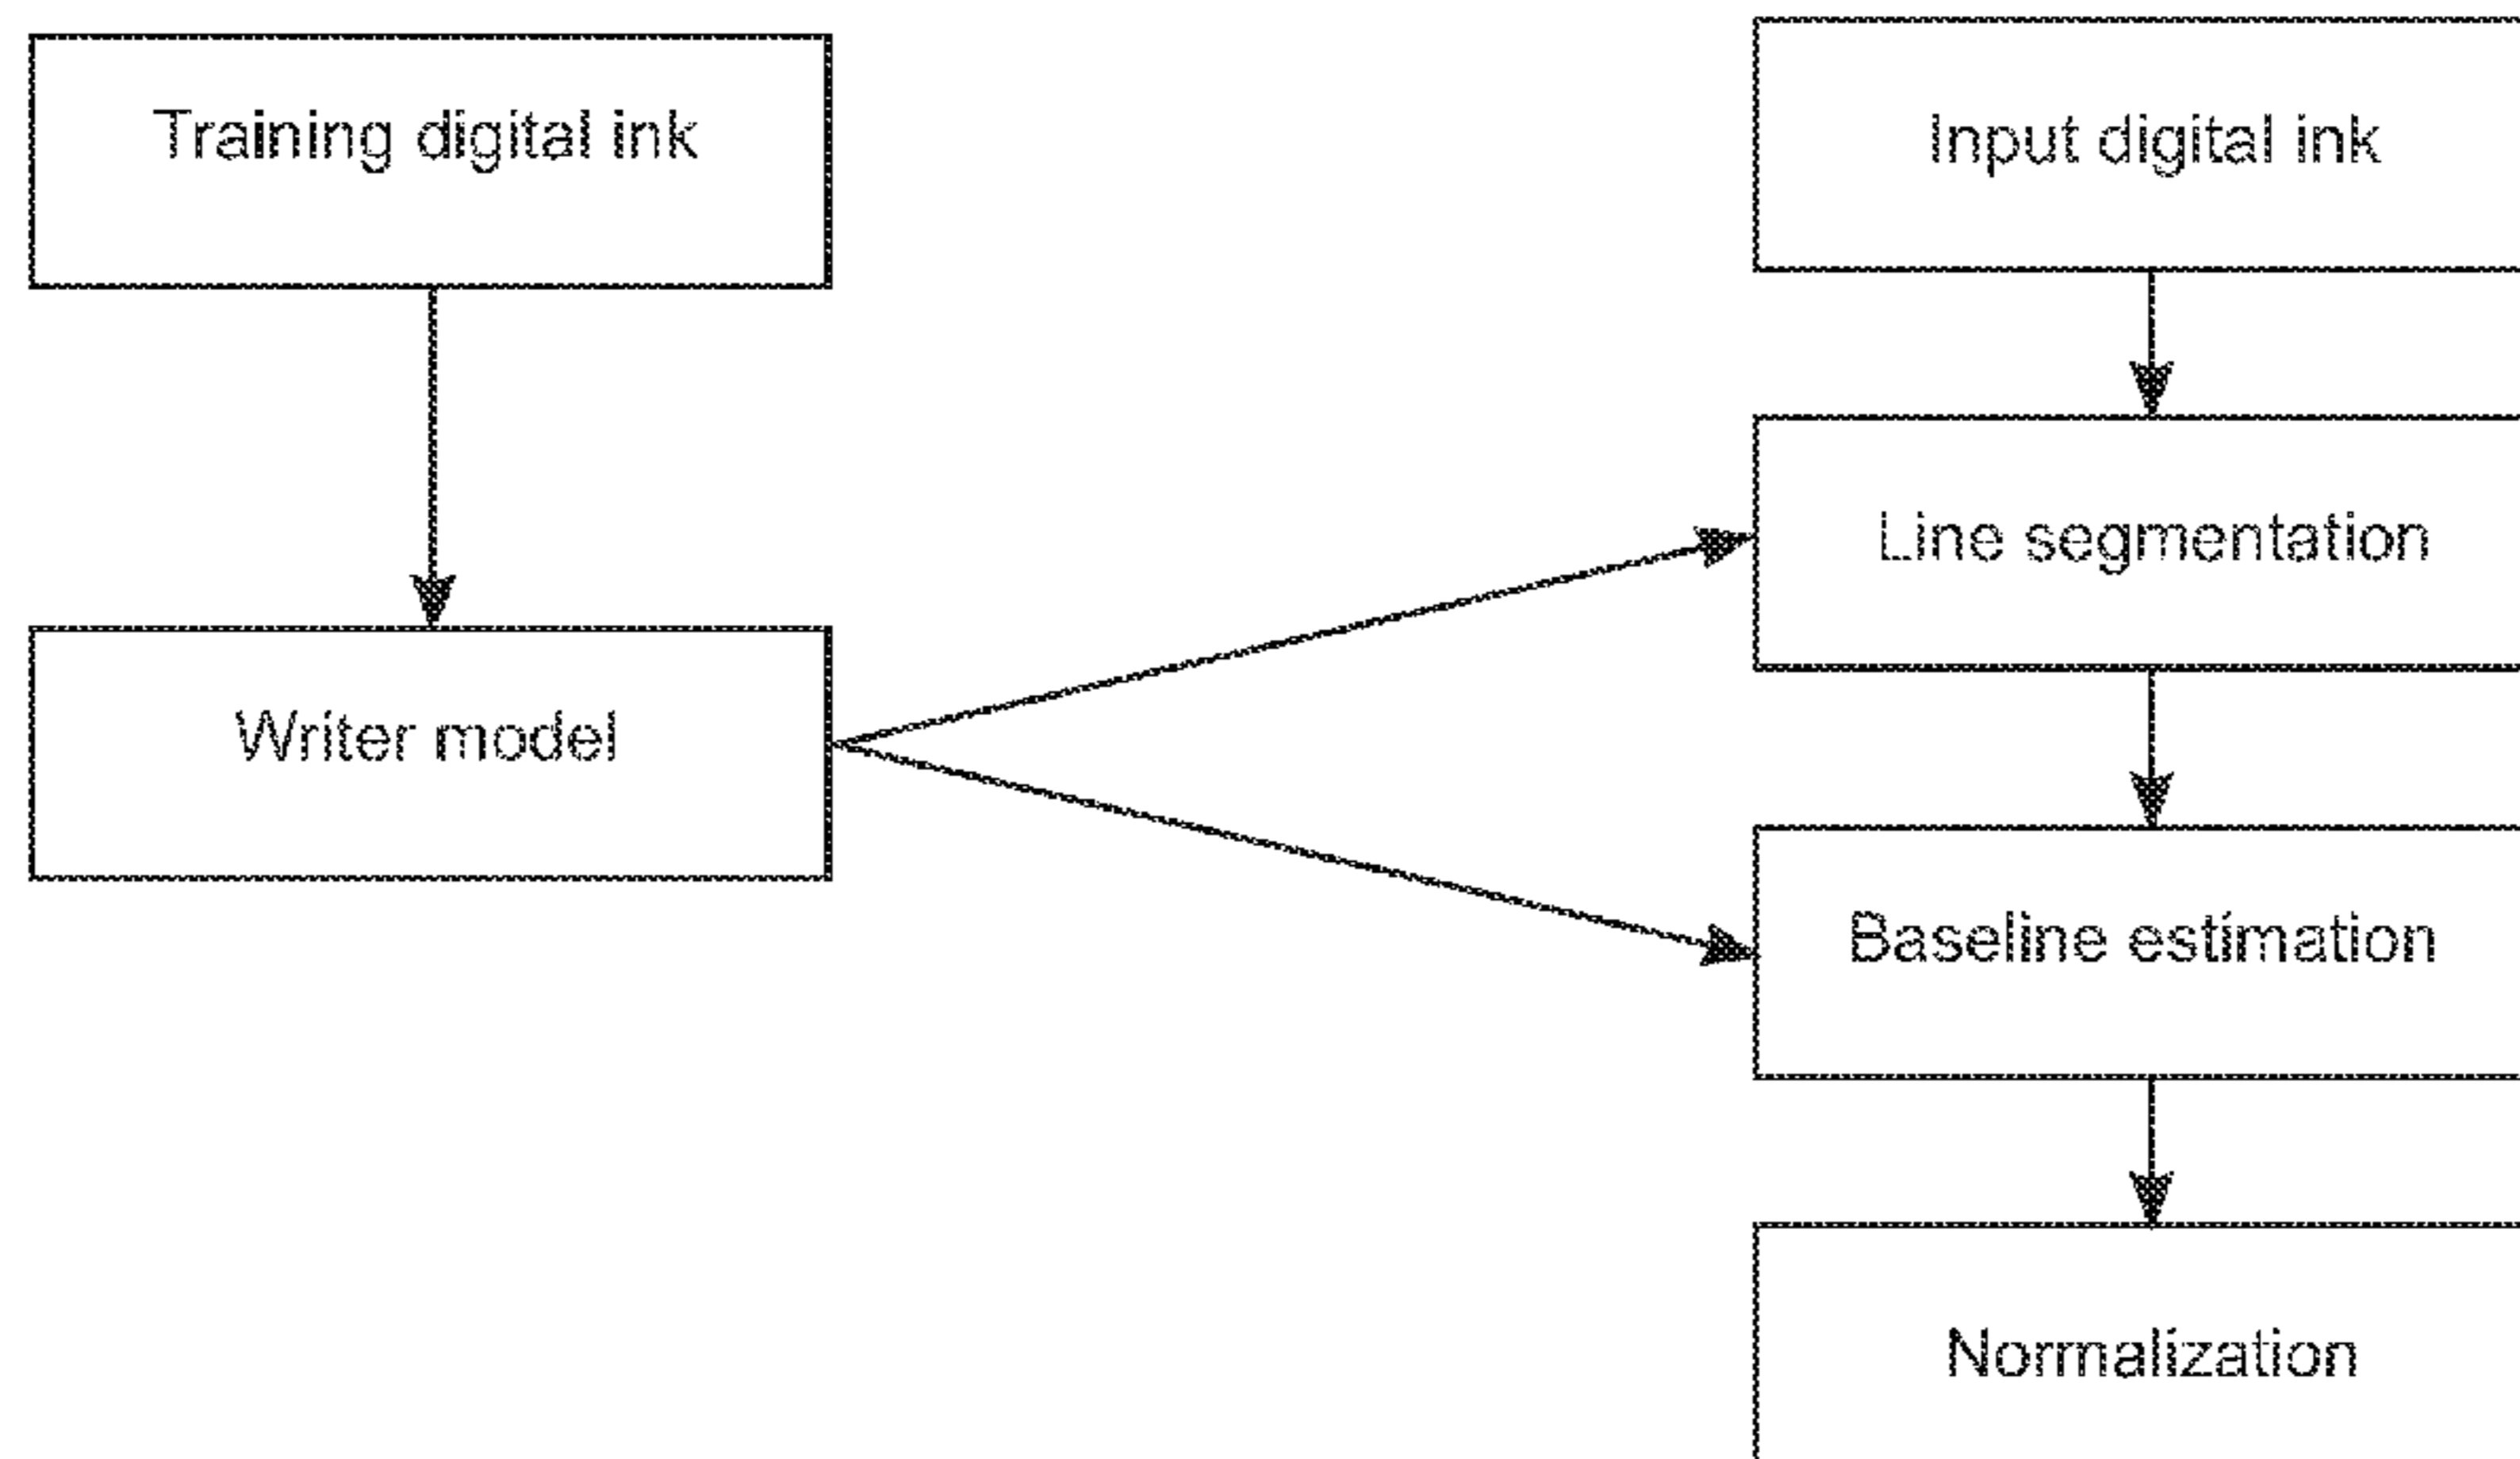 Training digital ink
Input digital ink
Line segmentation
Writer model
Baseline estimation
Normalization